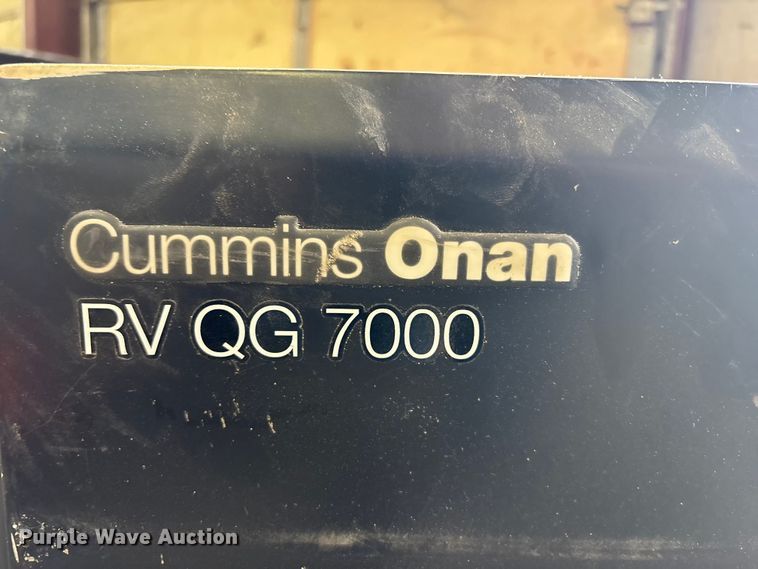 Cummins Onan
RV QG 7000
Purple Wave Auction